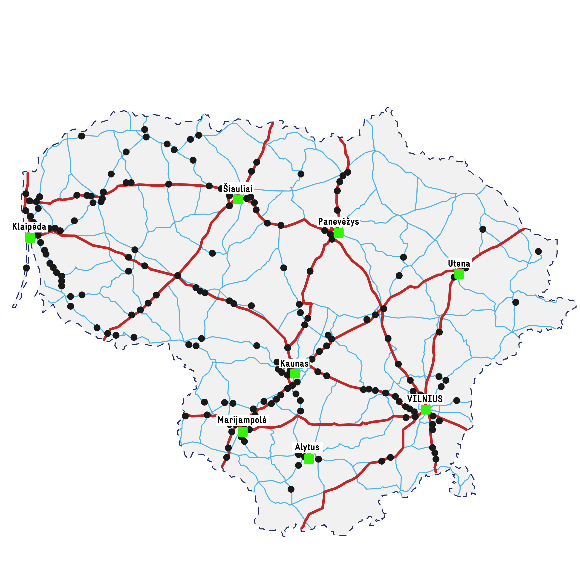 Šiauliai
Klaipėda
Panevėžys
Utena
Kaunas
VILNIUS
Marijampolė
Alytus